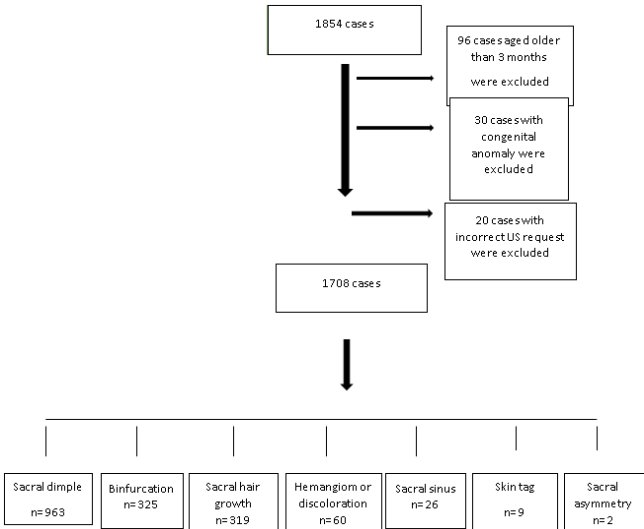 1854 cases
96 cases aged older
than 3 months
were excluded
30 cases with
congenital
anomaly were
excluded
20 cases with
incorrect US request
were excluded
1708 cases
Sacral dimple
n=963
Binfurcation
n=325
Sacral hair
growth
n=319
Hemangiom or
discoloration
n=60
Sacral sinus
n=26
Skin tag
n=9
Sacral
asymmetry
n=2